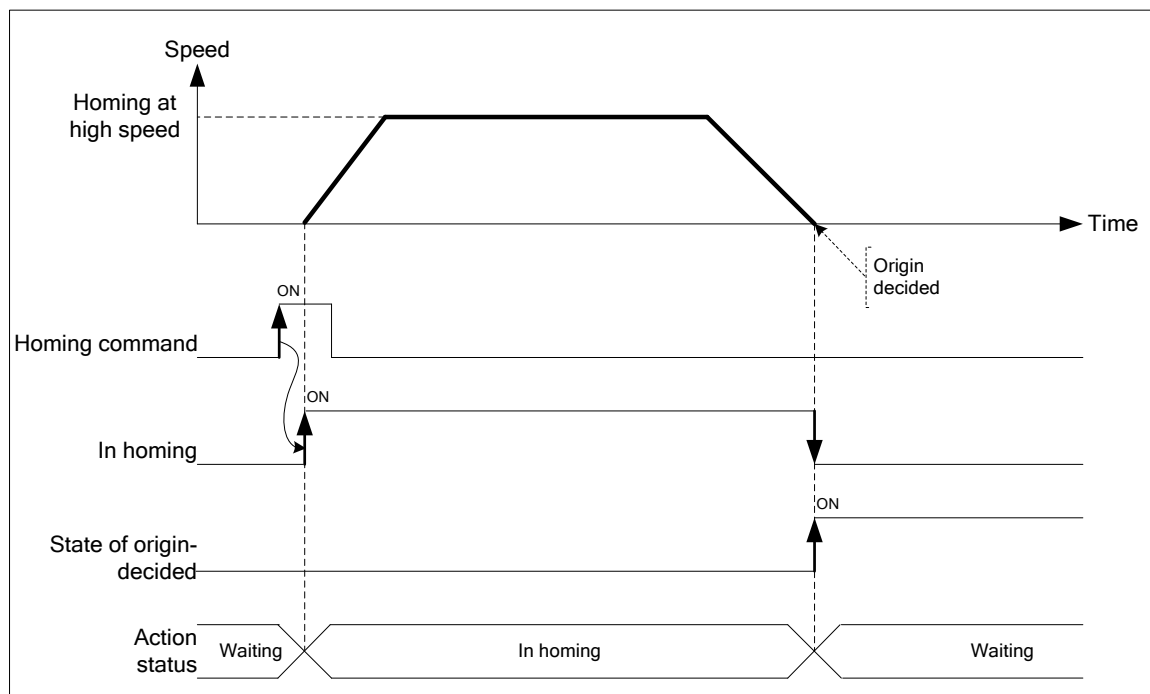 Speed
Homing at
high speed
Time
Origin
decided
ON
Homing command
ON
In homing
ON
State of origin-
decided
Action
status
Waiting
In homing
Waiting